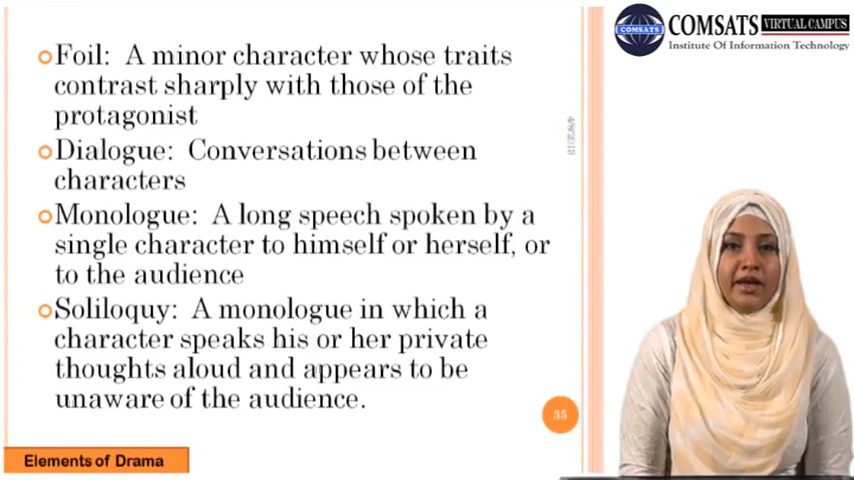 Foil: A minor character whose traits
contrast sharply with those of the
protagonist
Dialogue: Conversations between
characters
Monologue: A long speech spoken by a
single character to himself or herself, or
to the audience
Soliloquy: A monologue in which a
character speaks his or her private
thoughts aloud and appears to be
unaware of the audience.
35
Elements of Drama
COMSATS
COMSATS VIRTUAL CAMPUS
Institute Of Information Technology